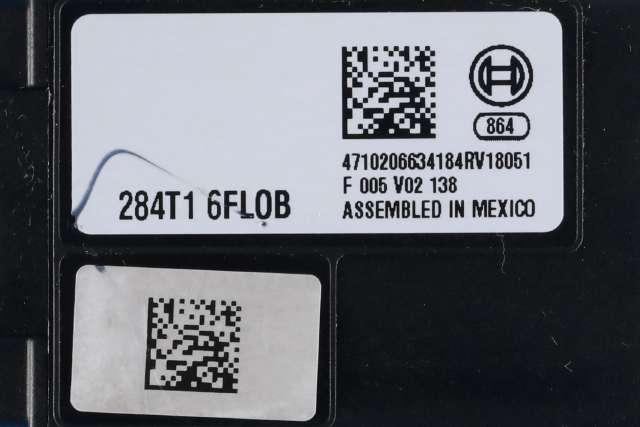 864
4710206634184RV18051
F 005 V02 138
284T1 6FL0B
ASSEMBLED IN MEXICO